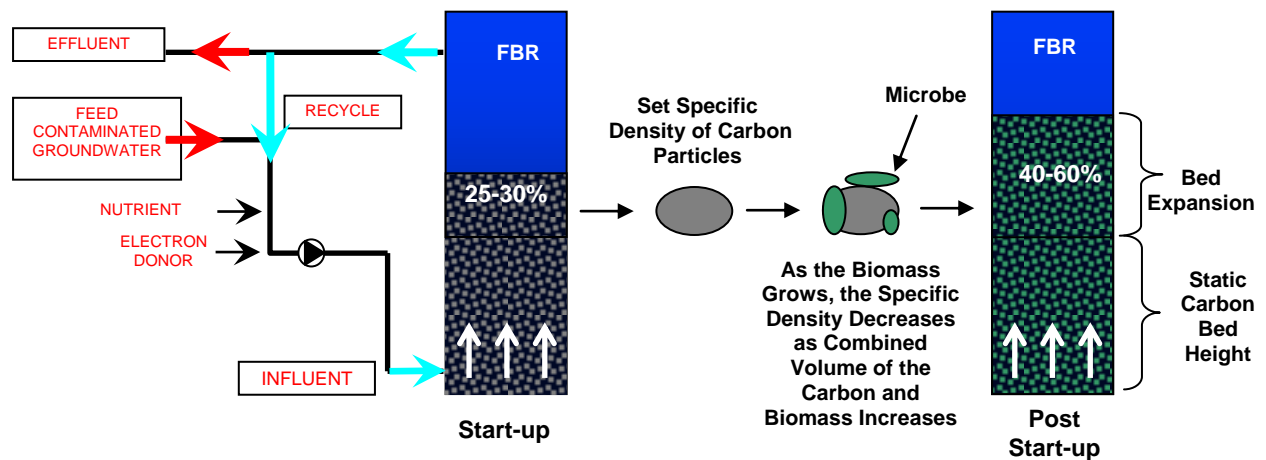 EFFLUENT
FEED
CONTAMINATED
GROUNDWATER
RECYCLE
NUTRIENT
ELECTRON
DONOR
INFLUENT
FBR
25-30%
Start-up
Set Specific
Density of Carbon
Particles
Microbe
As the Biomass
Grows, the Specific
Density Decreases
as Combined
Volume of the
Carbon and
Biomass Increases
FBR
40-60%
Post
Start-up
Bed
Expansion
Static
Carbon
Bed
Height